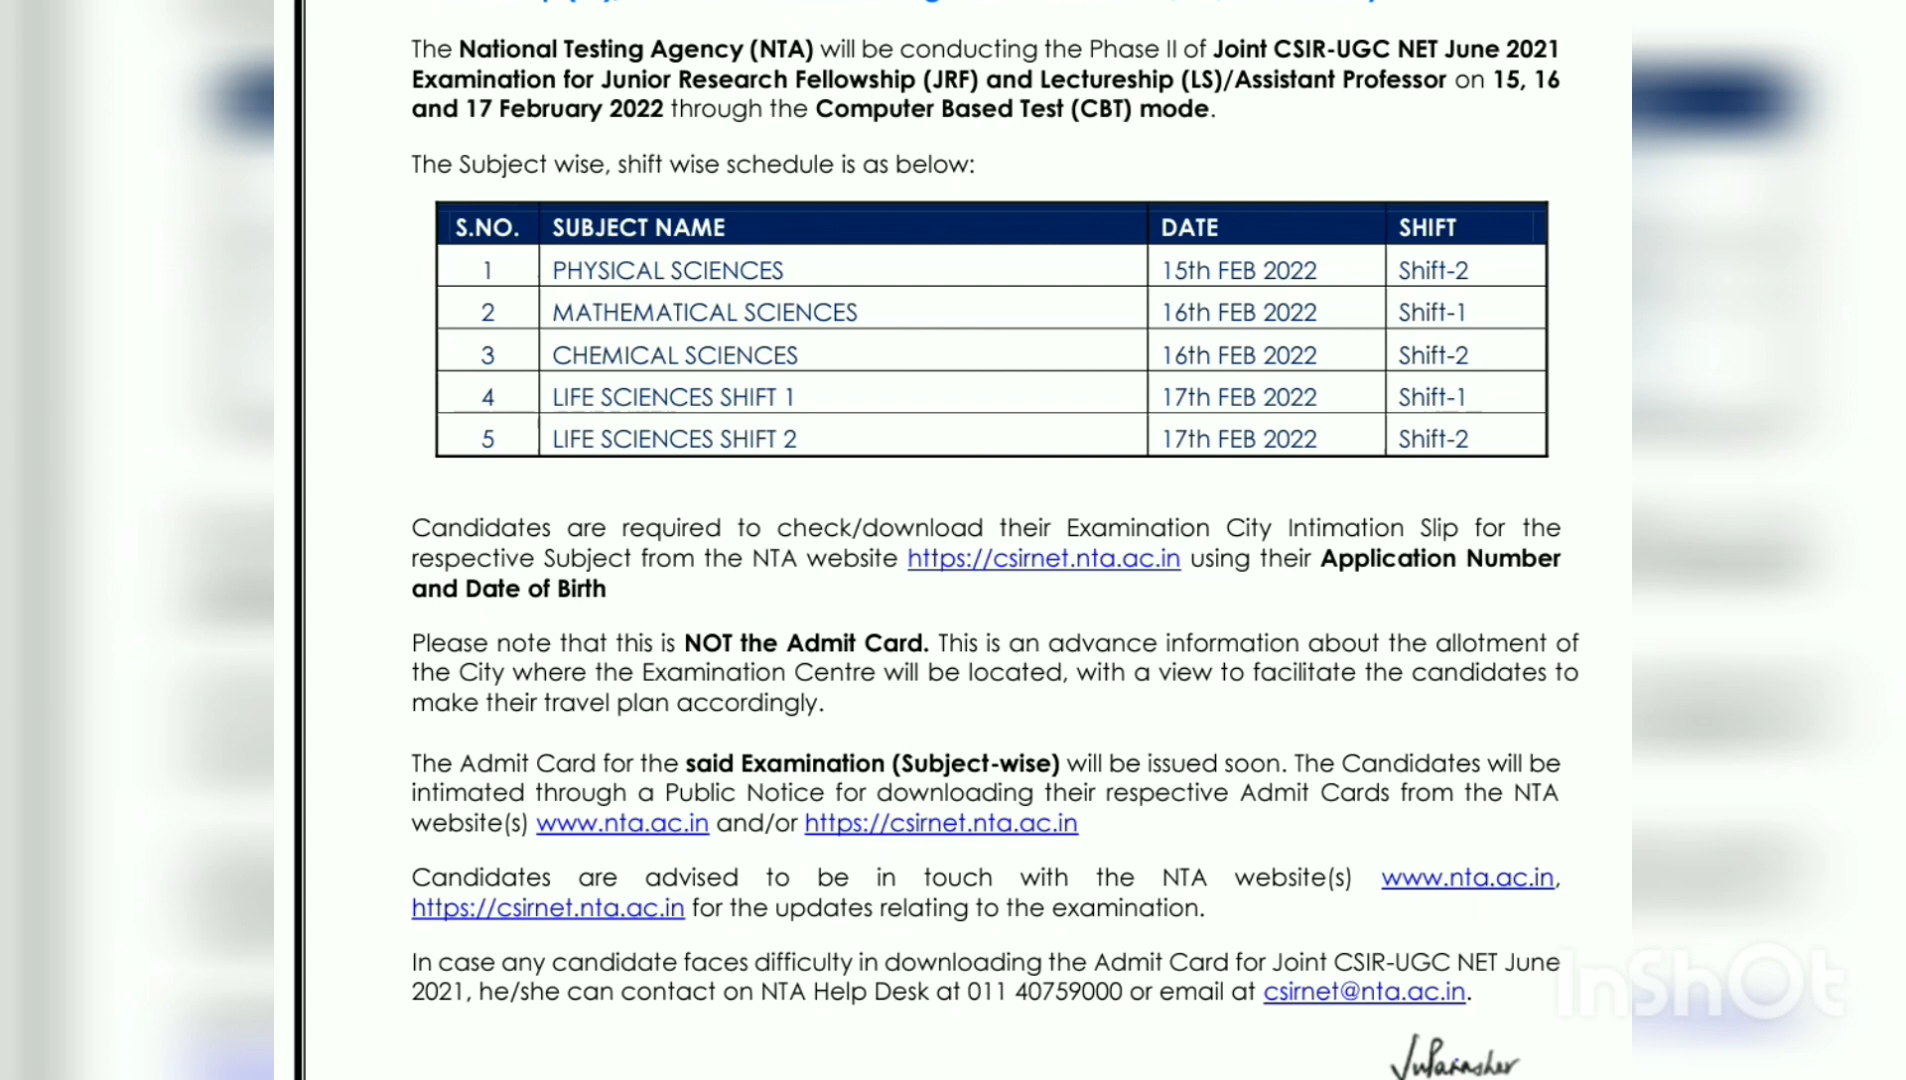 The National Testing Agency (NTA) will be conducting the Phase II of Joint CSIR-UGC NET June 2021
Examination for Junior Research Fellowship (JRF) and Lectureship (LS)/Assistant Professor on 15, 16
and 17 February 2022 through the Computer Based Test (CBT) mode.
The Subject wise, shift wise schedule is as below:
S.NO. SUBJECT NAME DATE SHIFT
1 PHYSICAL SCIENCES 15th FEB 2022 Shift-2
2 MATHEMATICAL SCIENCES 16th FEB 2022 Shift-1
3 CHEMICAL SCIENCES 16th FEB 2022 Shift-2
4 LIFE SCIENCES SHIFT 1 17th FEB 2022 Shift-1
5 LIFE SCIENCES SHIFT 2 17th FEB 2022 Shift-2
Candidates are required to check/download their Examination City Intimation Slip for the
respective Subject from the NTA website https://csirnet.nta.ac.in using their Application Number
and Date of Birth
Please note that this is NOT the Admit Card. This is an advance information about the allotment of
the City where the Examination Centre will be located, with a view to facilitate the candidates to
make their travel plan accordingly.
The Admit Card for the said Examination (Subject-wise) will be issued soon. The Candidates will be
intimated through a Public Notice for downloading their respective Admit Cards from the NTA
website(s) www.nta.ac.in and/or https://csirnet.nta.ac.in
Candidates are advised to be in touch with the NTA website(s) www.nta.ac.in,
https://csirnet.nta.ac.in for the updates relating to the examination.
In case any candidate faces difficulty in downloading the Admit Card for Joint CSIR-UGC NET June
2021, he/she can contact on NTA Help Desk at 011 40759000 or email at csirnet@nta.ac.in.
InShOt